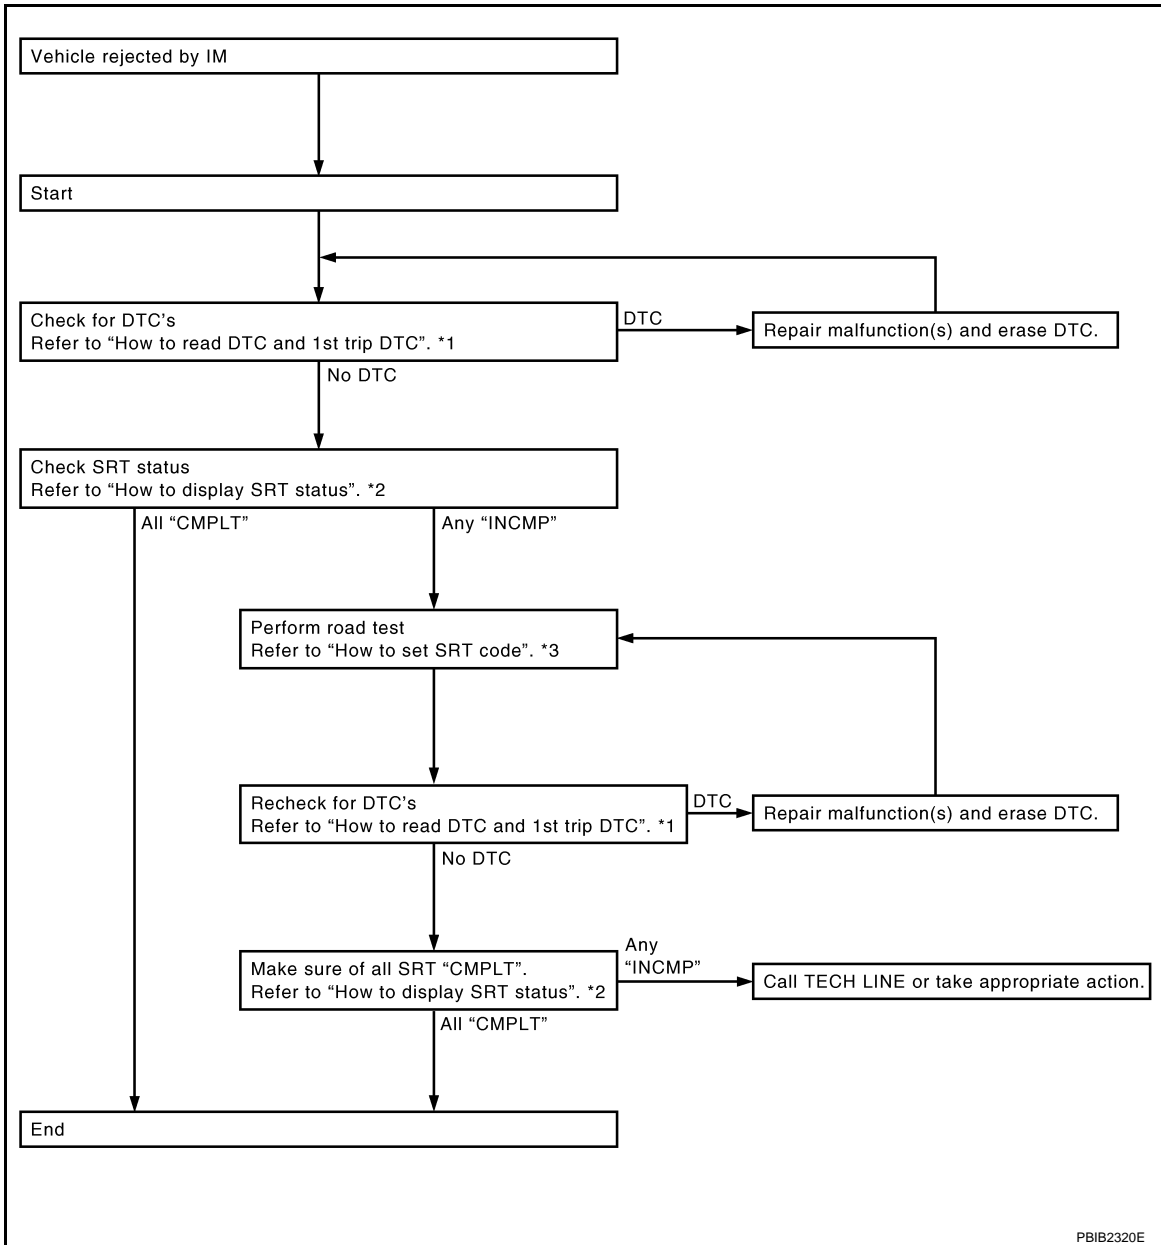 Vehicle rejected by IM
Start
Check for DTC's
Refer to “How to read DTC and 1st trip DTC”. *1
DTC
Repair malfunction(s) and erase DTC.
No DTC
Check SRT status
Refer to “How to display SRT status”. *2
All “CMPLT”
Any “INCMP”
Perform road test
Refer to “How to set SRT code”. *3
Recheck for DTC's
Refer to “How to read DTC and 1st trip DTC”. *1
DTC
Repair malfunction(s) and erase DTC.
No DTC
Make sure of all SRT “CMPLT”.
Refer to “How to display SRT status”. *2
Any
“INCMP”
Call TECH LINE or take appropriate action.
All “CMPLT”
End
PBIB2320E